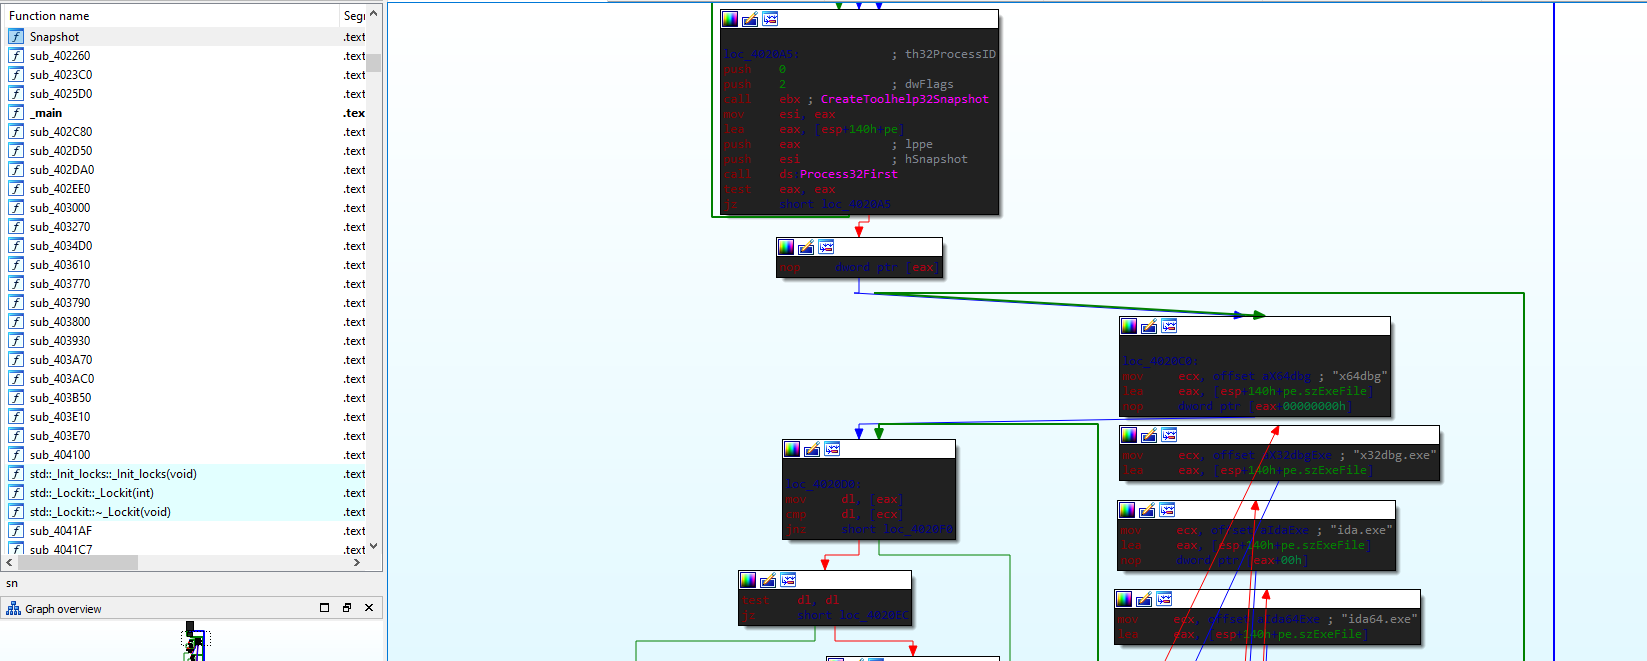 Function name Segr
Snapshot .text
sub_402260 .text
sub_4023C0 .text
sub_4025D0 .text
_main .tex
sub_402C80 .text
sub_402D50 .text
sub_402DA0 .text
sub_402EE0 .text
sub_403000 .text
sub_403270 .text
sub_4034D0 .text
sub_403610 .text
sub_403770 .text
sub_403790 .text
sub_403800 .text
sub_403930 .text
sub_403A70 .text
sub_403AC0 .text
sub_403B50 .text
sub_403E10 .text
sub_403E70 .text
sub_404100 .text
std::_Init_locks::_Init_locks(void) .text
std::_Lockit::_Lockit(int) .text
std::_Lockit::~_Lockit(void) .text
sub_4041AF .text
sub_4041C7 .text
sn
Graph overview
loc_4020A5: ; th32ProcessID
push 0
push 2 ; dwFlags
call ebx ; CreateToolhelp32Snapshot
mov esi, eax
lea eax, [esp+140h+pe]
push eax ; lppe
push esi ; hSnapshot
call ds:Process32First
test eax, eax
jz short loc_4020A5
nop dword ptr [eax]
loc_4020C0:
mov ecx, offset aX64dbg ; "x64dbg"
lea eax, [esp+140h+pe.szExeFile]
nop dword ptr [eax+00000000h]
mov ecx, offset aX32dbgExe ; "x32dbg.exe"
lea eax, [esp+140h+pe.szExeFile]
loc_4020D0:
mov dl, [eax]
cmp dl, [ecx]
jnz short loc_4020F0
mov ecx, offset aIdaExe ; "ida.exe"
lea eax, [esp+140h+pe.szExeFile]
nop dword ptr [eax+00h]
test dl, dl
jz short loc_4020EC
mov ecx, offset aIda64Exe ; "ida64.exe"
lea eax, [esp+140h+pe.szExeFile]